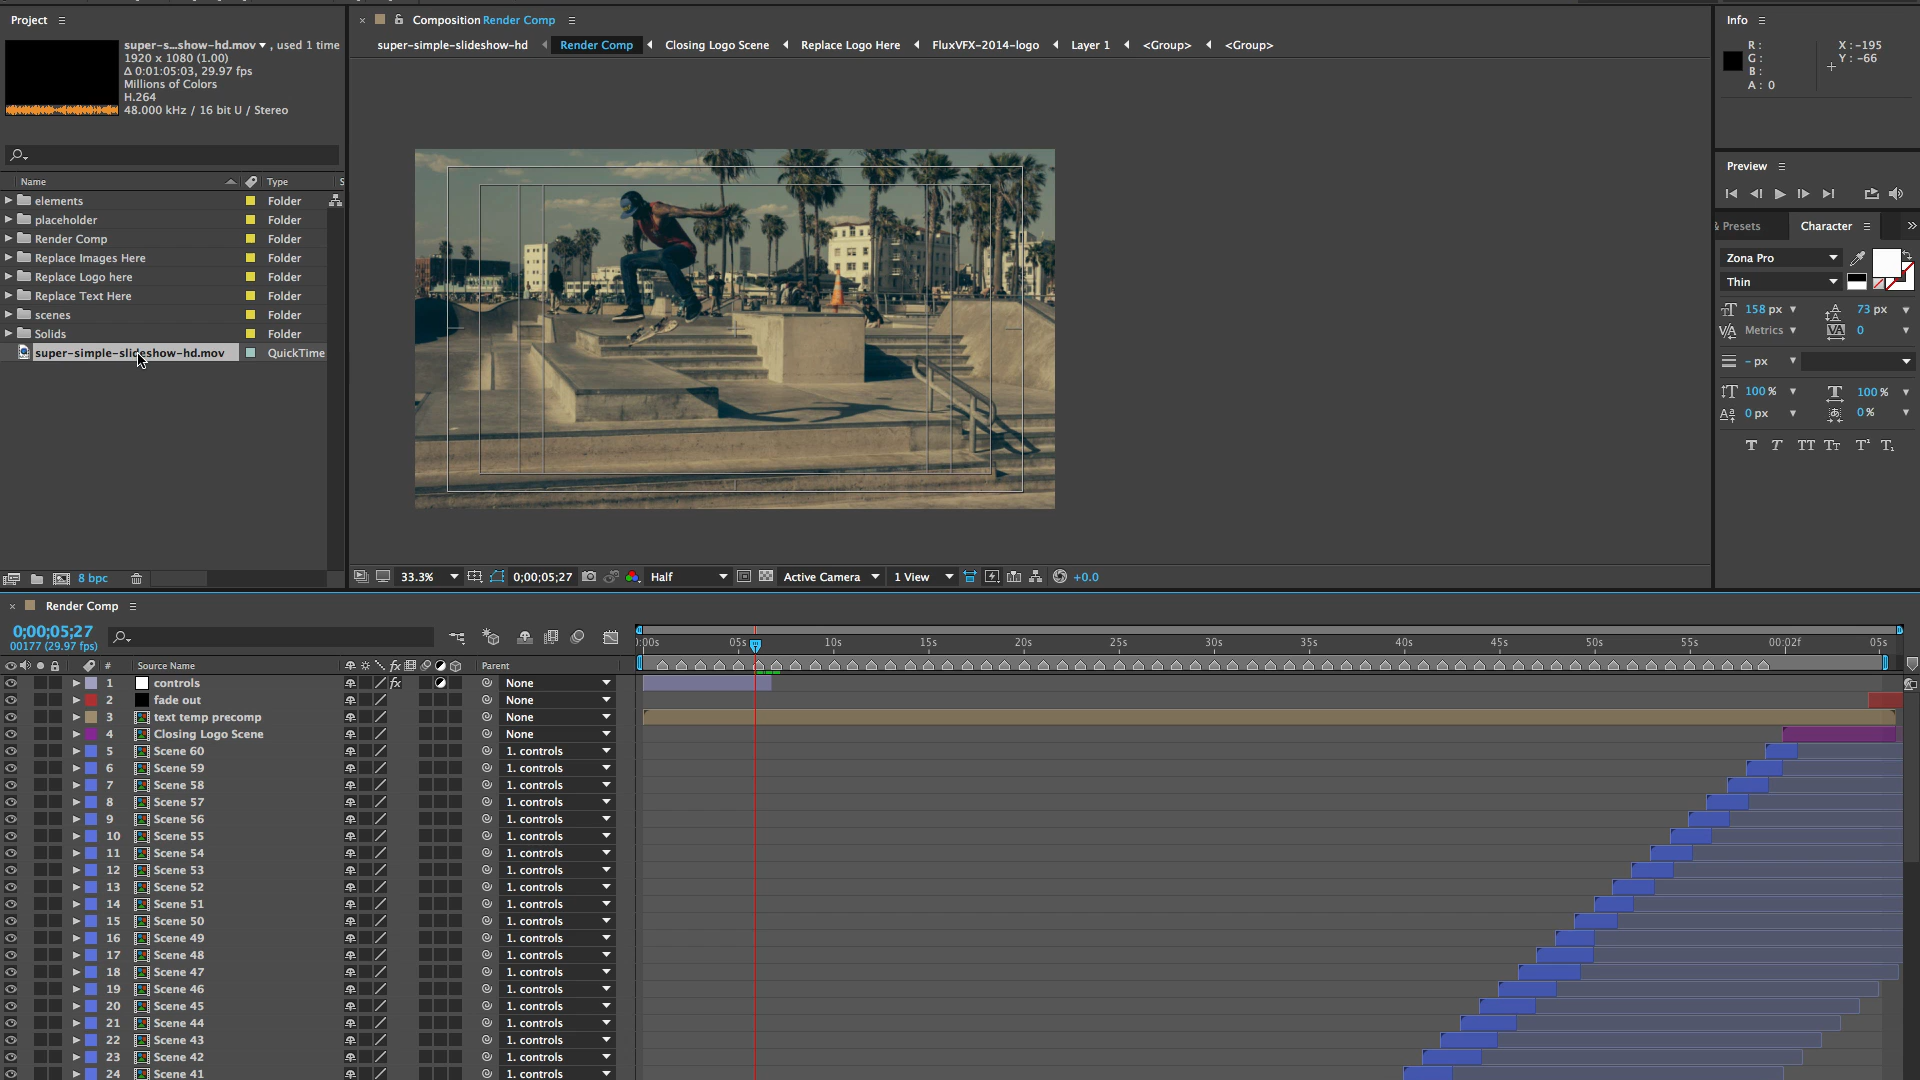 Project
super-s...show-hd.mov ▾ , used 1 time
1920 x 1080 (1.00)
Δ 0:01:05:03, 29.97 fps
Millions of Colors
H.264
48.000 kHz / 16 bit U / Stereo
Name Type S
elements Folder
placeholder Folder
Render Comp Folder
Replace Images Here Folder
Replace Logo here Folder
Replace Text Here Folder
scenes Folder
Solids Folder
super-simple-slideshow-hd.mov QuickTime
8 bpc
Composition Render Comp
super-simple-slideshow-hd Render Comp Closing Logo Scene Replace Logo Here FluxVFX-2014-logo Layer 1 <Group> <Group>
33.3% 0;00;05;27 Half Active Camera 1 View +0.0
Info
R: X: -195
G: Y: -66
B:
A: 0
Preview
& Presets Character
Zona Pro
Thin
158 px 73 px
Metrics 0
- px
100 % 100 %
0 px 0 %
T T TT Tt T¹ T₁
Render Comp
0;00;05;27
00177 (29.97 fps)
):00s 05s 10s 15s 20s 25s 30s 35s 40s 45s 50s 55s 00:02f 05s
# Source Name fx Parent
1 controls fx None
2 fade out None
3 text temp precomp None
4 Closing Logo Scene None
5 Scene 60 1. controls
6 Scene 59 1. controls
7 Scene 58 1. controls
8 Scene 57 1. controls
9 Scene 56 1. controls
10 Scene 55 1. controls
11 Scene 54 1. controls
12 Scene 53 1. controls
13 Scene 52 1. controls
14 Scene 51 1. controls
15 Scene 50 1. controls
16 Scene 49 1. controls
17 Scene 48 1. controls
18 Scene 47 1. controls
19 Scene 46 1. controls
20 Scene 45 1. controls
21 Scene 44 1. controls
22 Scene 43 1. controls
23 Scene 42 1. controls
24 Scene 41 1. controls